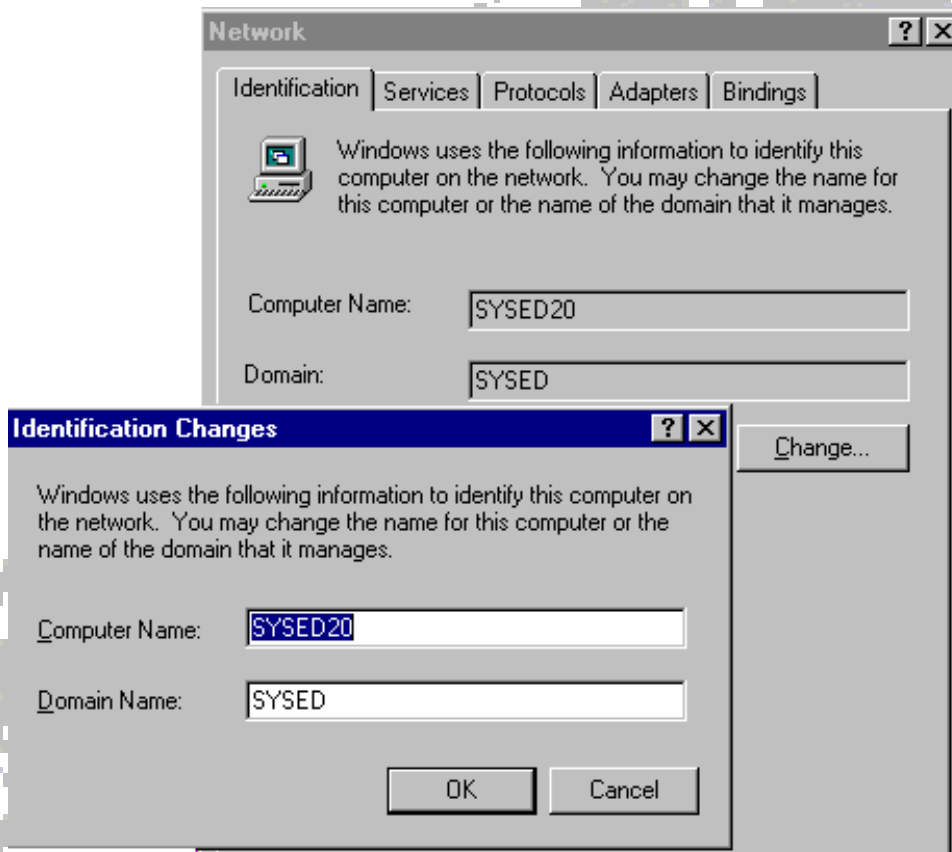 Network
Identification Services Protocols Adapters Bindings
Windows uses the following information to identify this
computer on the network. You may change the name for
this computer or the name of the domain that it manages.
Computer Name: SYSED20
Domain: SYSED
Change...
Identification Changes
Windows uses the following information to identify this computer on
the network. You may change the name for this computer or the
name of the domain that it manages.
Computer Name: SYSED20
Domain Name: SYSED
OK Cancel